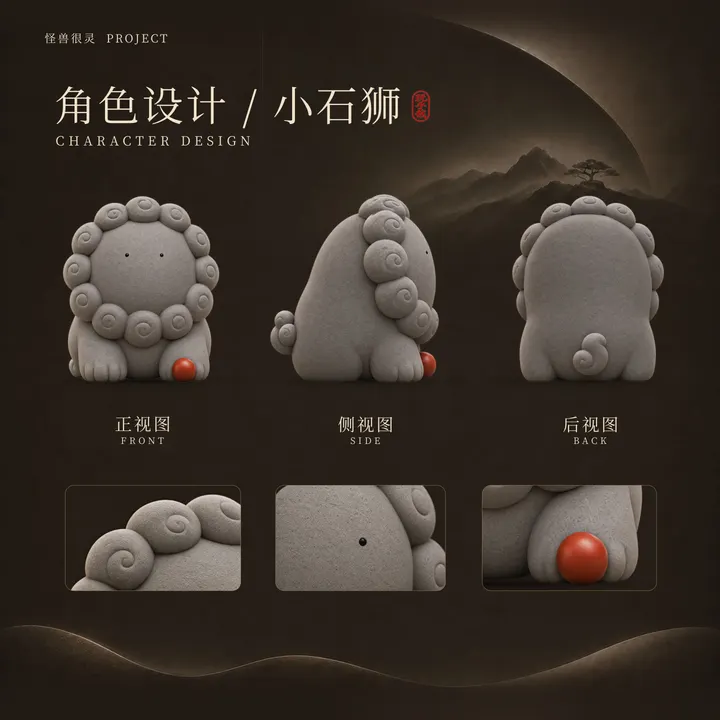 怪兽很灵 PROJECT
角色设计 / 小石狮
CHARACTER DESIGN
正视图
FRONT
侧视图
SIDE
后视图
BACK